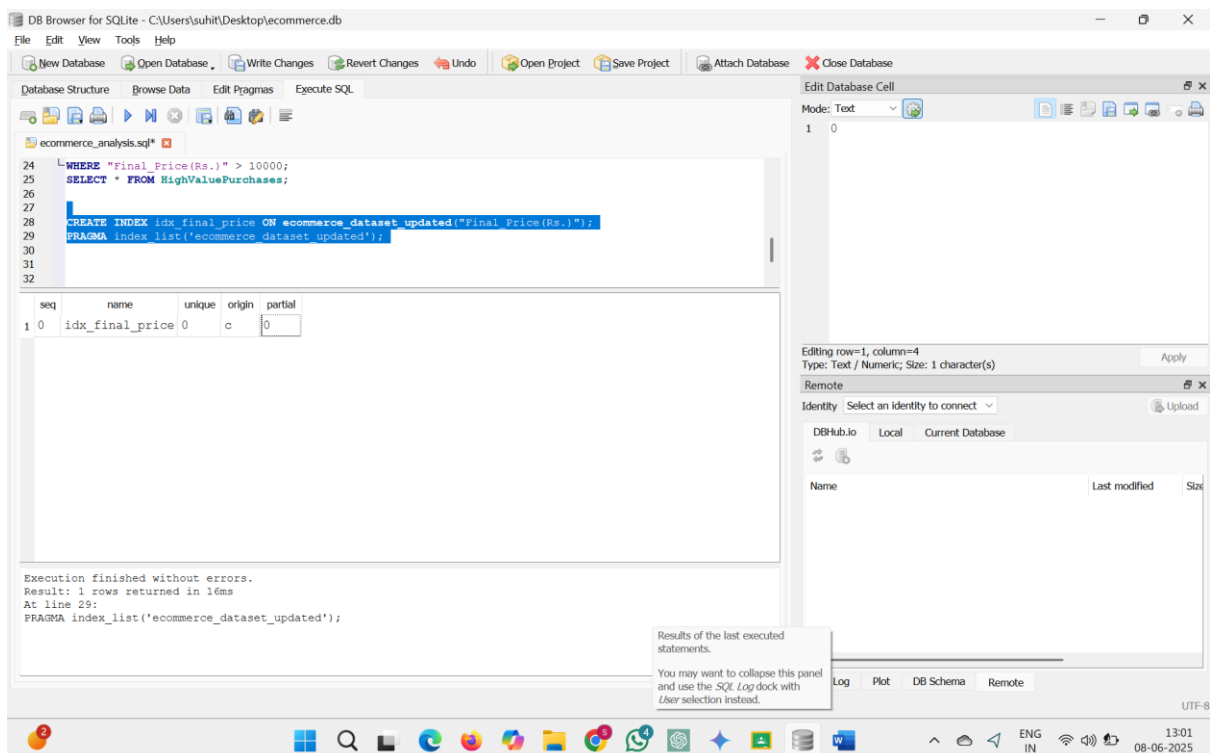 DB Browser for SQLite - C:\Users\suhit\Desktop\ecommerce.db
File Edit View Tools Help
New Database Open Database Write Changes Revert Changes Undo Open Project Save Project Attach Database Close Database
Database Structure Browse Data Edit Pragmas Execute SQL
ecommerce_analysis.sql*
24 WHERE "Final_Price(Rs.)" > 10000;
25 SELECT * FROM HighValuePurchases;
26
27
28 CREATE INDEX idx_final_price ON ecommerce_dataset_updated("Final_Price(Rs.)");
29 PRAGMA index_list('ecommerce_dataset_updated');
30
31
32
seq name unique origin partial
1 0 idx_final_price 0 c 0
Execution finished without errors.
Result: 1 rows returned in 16ms
At line 29:
PRAGMA index_list('ecommerce_dataset_updated');
Results of the last executed
statements.
You may want to collapse this panel
and use the SQL Log dock with
User selection instead.
Edit Database Cell
Mode: Text
1 0
Editing row=1, column=4
Type: Text / Numeric; Size: 1 character(s)
Apply
Remote
Identity Select an identity to connect
Upload
DBHub.io Local Current Database
Name Last modified Size
Log Plot DB Schema Remote
UTF-8
2
5
4
W
ENG
IN
13:01
08-06-2025